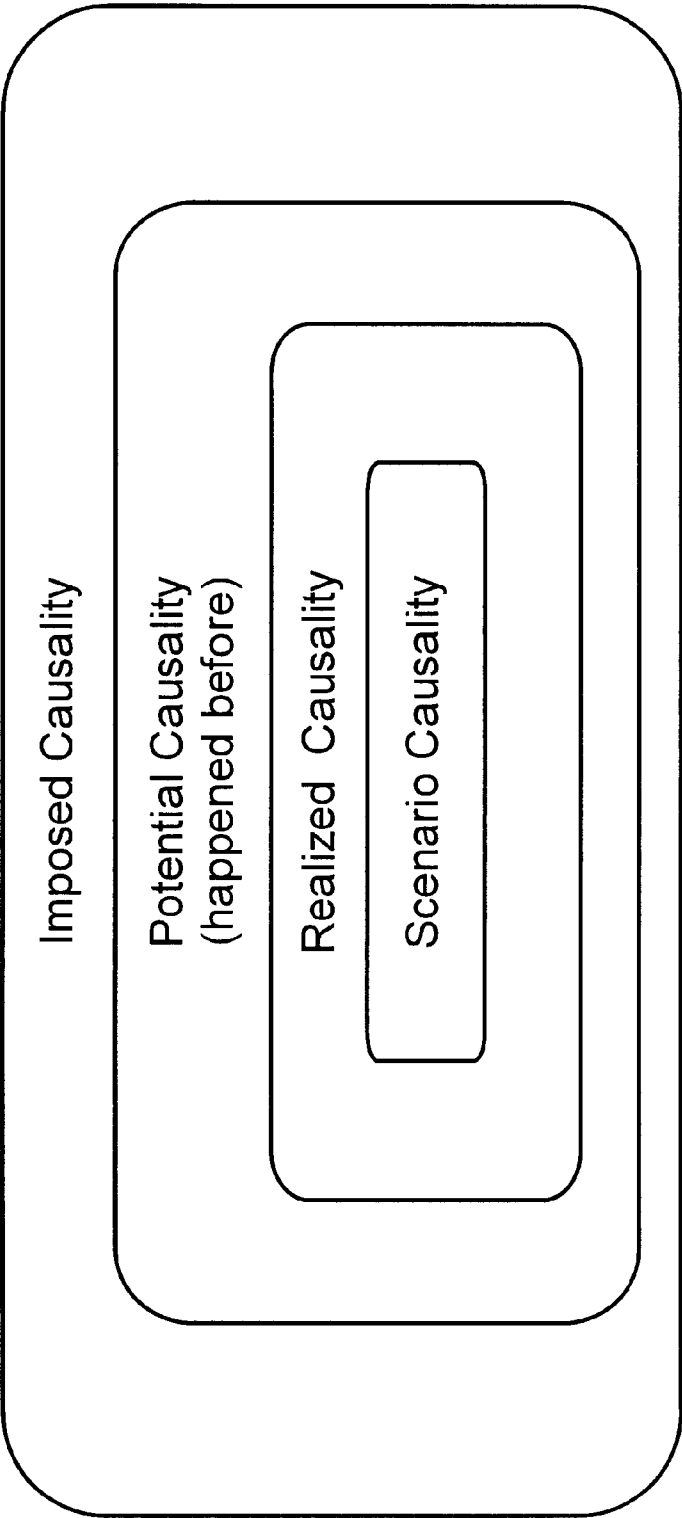 Imposed Causality
Potential Causality
(happened before)
Realized Causality
Scenario Causality